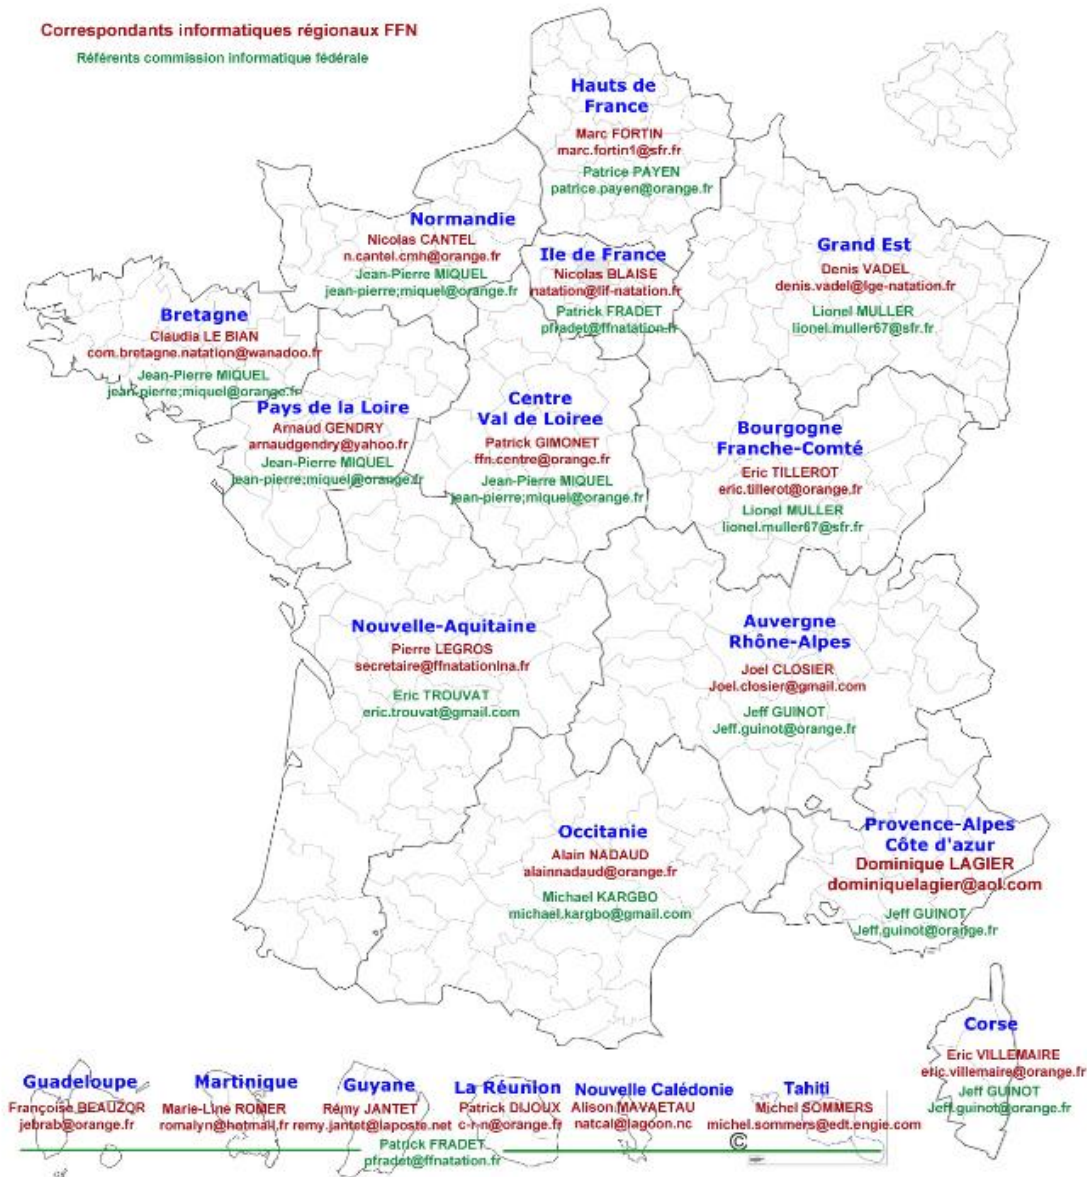 Correspondants informatiques régionaux FFN
Référents commission informatique fédérale
Hauts de
France
Marc FORTIN
marc.fortin1@sfr.fr
Patrice PAYEN
patrice.payen@orange.fr
Normandie
Nicolas CANTEL
n.cantel.cmh@orange.fr
Jean-Pierre MIQUEL
jean-pierre;miquel@orange.fr
Ile de France
Nicolas BLAISE
natation@lif-natation.fr
Patrick FRADET
pfradet@ffnatation.fr
Grand Est
Denis VADEL
denis.vadel@lge-natation.fr
Lionel MULLER
lionel.muller67@sfr.fr
Bretagne
Claudia LE BIAN
com.bretagne.natation@wanadoo.fr
Jean-Pierre MIQUEL
jean-pierre;miquel@orange.fr
Pays de la Loire
Arnaud GENDRY
arnaudgendry@yahoo.fr
Jean-Pierre MIQUEL
jean-pierre;miquel@orange.fr
Centre
Val de Loiree
Patrick GIMONET
ffn.centre@orange.fr
Jean-Pierre MIQUEL
jean-pierre;miquel@orange.fr
Bourgogne
Franche-Comté
Eric TILLEROT
eric.tillerot@orange.fr
Lionel MULLER
lionel.muller67@sfr.fr
Nouvelle-Aquitaine
Pierre LEGROS
secretaire@ffnatationlna.fr
Eric TROUVAT
eric.trouvat@gmail.com
Auvergne
Rhône-Alpes
Joel CLOSIER
Joel.closier@gmail.com
Jeff GUINOT
Jeff.guinot@orange.fr
Occitanie
Alain NADAUD
alainnadaud@orange.fr
Michael KARGBO
michael.kargbo@gmail.com
Provence-Alpes
Côte d'azur
Dominique LAGIER
dominiquelagier@aol.com
Jeff GUINOT
Jeff.guinot@orange.fr
Corse
Eric VILLEMAIRE
eric.villemaire@orange.fr
Jeff GUINOT
Jeff.guinot@orange.fr
Guadeloupe
Françoise BEAUZOR
jebrab@orange.fr
Martinique
Marie-Line ROMER
romalyn@hotmail.fr
Guyane
Rémy JANTET
remy.jantet@laposte.net
La Réunion
Patrick DIJOUX
c-r-n@orange.fr
Nouvelle Calédonie
Alison MAVAETAU
natcal@lagoon.nc
Tahiti
Michel SOMMERS
michel.sommers@edt.engie.com
Patrick FRADET
pfradet@ffnatation.fr
©